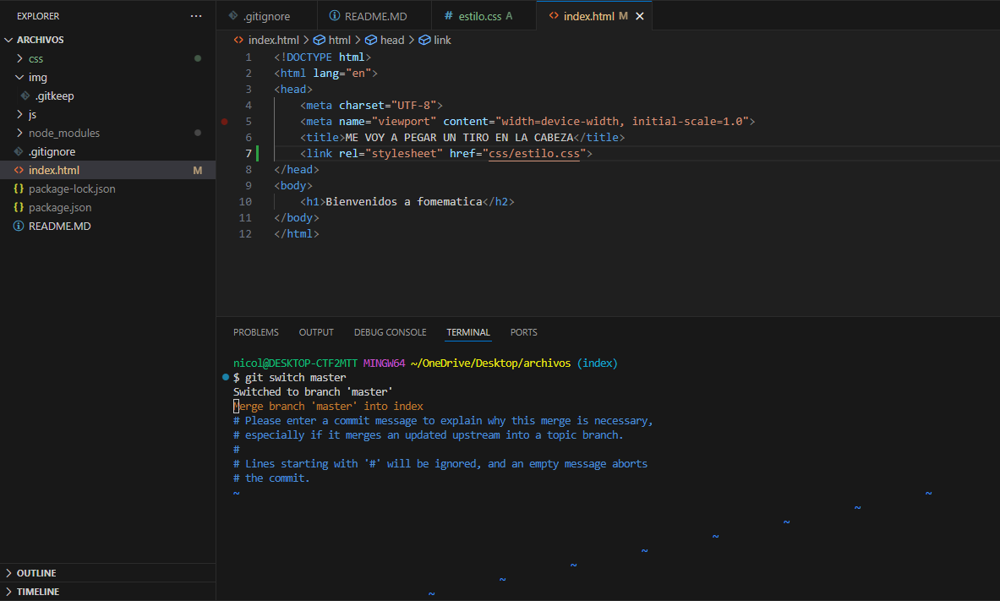 EXPLORER
ARCHIVOS
css
img
.gitkeep
js
node_modules
.gitignore
index.html M
package-lock.json
package.json
README.MD
OUTLINE
TIMELINE
.gitignore README.MD # estilo.css A index.html M
index.html > html > head > link
1 <!DOCTYPE html>
2 <html lang="en">
3 <head>
4 <meta charset="UTF-8">
5 <meta name="viewport" content="width=device-width, initial-scale=1.0">
6 <title>ME VOY A PEGAR UN TIRO EN LA CABEZA</title>
7 <link rel="stylesheet" href="css/estilo.css">
8 </head>
9 <body>
10 <h1>Bienvenidos a fomematica</h2>
11 </body>
12 </html>
PROBLEMS OUTPUT DEBUG CONSOLE TERMINAL PORTS
nicol@DESKTOP-CTF2MTT MINGW64 ~/OneDrive/Desktop/archivos (index)
$ git switch master
Switched to branch 'master'
Merge branch 'master' into index
# Please enter a commit message to explain why this merge is necessary,
# especially if it merges an updated upstream into a topic branch.
#
# Lines starting with '#' will be ignored, and an empty message aborts
# the commit.
~ ~
~
~
~
~
~
~
~